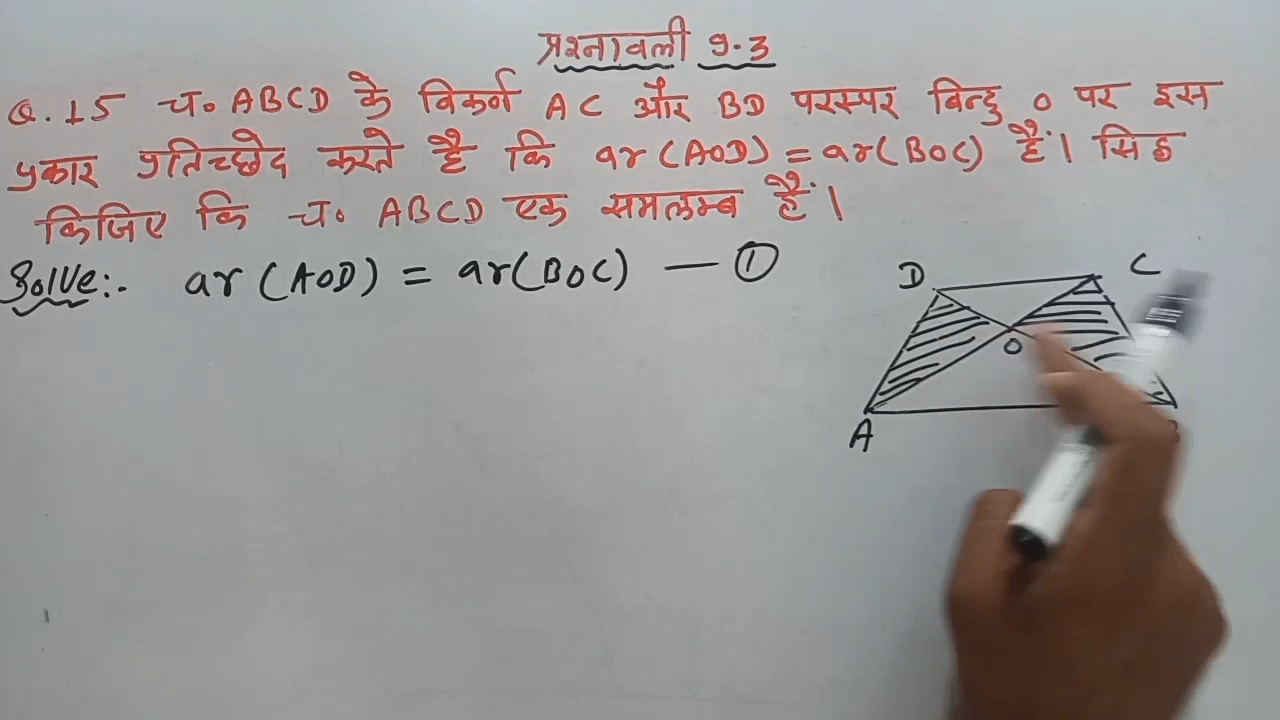 प्रश्नावली 9.3
Q.15 च० ABCD के विकर्ण AC और BD परस्पर बिन्दु O पर इस
प्रकार प्रतिच्छेद करते है कि ar(AOD) = ar(BOC) हैं। सिद्ध
किजिए कि च० ABCD एक समलम्ब हैं।
Solve:- ar(AOD) = ar(BOC) — ①
D C
O
A